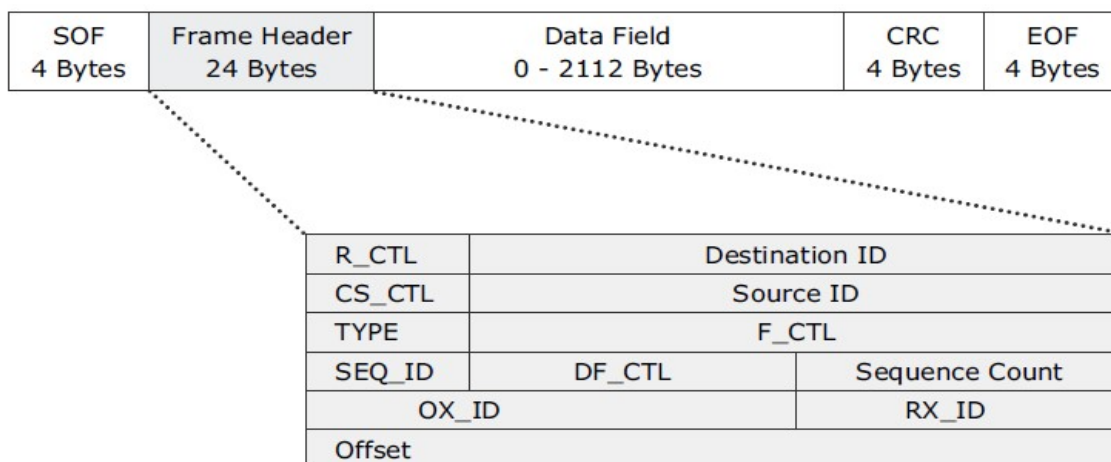 SOF Frame Header Data Field CRC EOF
4 Bytes 24 Bytes 0 - 2112 Bytes 4 Bytes 4 Bytes
R_CTL Destination ID
CS_CTL Source ID
TYPE F_CTL
SEQ_ID DF_CTL Sequence Count
OX_ID RX_ID
Offset